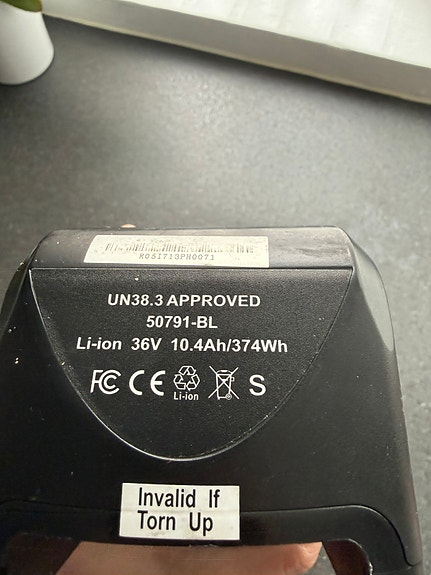 R06I713PH0071
UN38.3 APPROVED
50791-BL
Li-ion 36V 10.4Ah/374Wh
FC CE Li-ion S
Invalid If
Torn Up